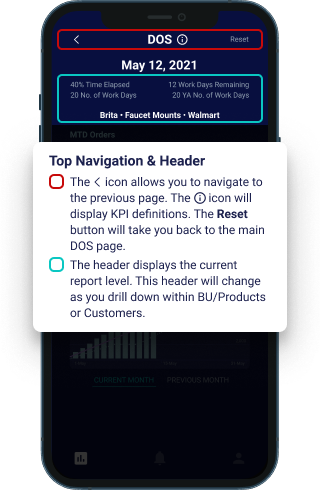 DOS
Reset
May 12, 2021
40% Time Elapsed
12 Work Days Remaining
20 No. of Work Days
20 YA No. of Work Days
Brita • Faucet Mounts • Walmart
MTD Orders
Top Navigation & Header
The < icon allows you to navigate to
the previous page. The ⓘ icon will
display KPI definitions. The Reset
button will take you back to the main
DOS page.
The header displays the current
report level. This header will change
as you drill down within BU/Products
or Customers.
CURRENT MONTH
PREVIOUS MONTH